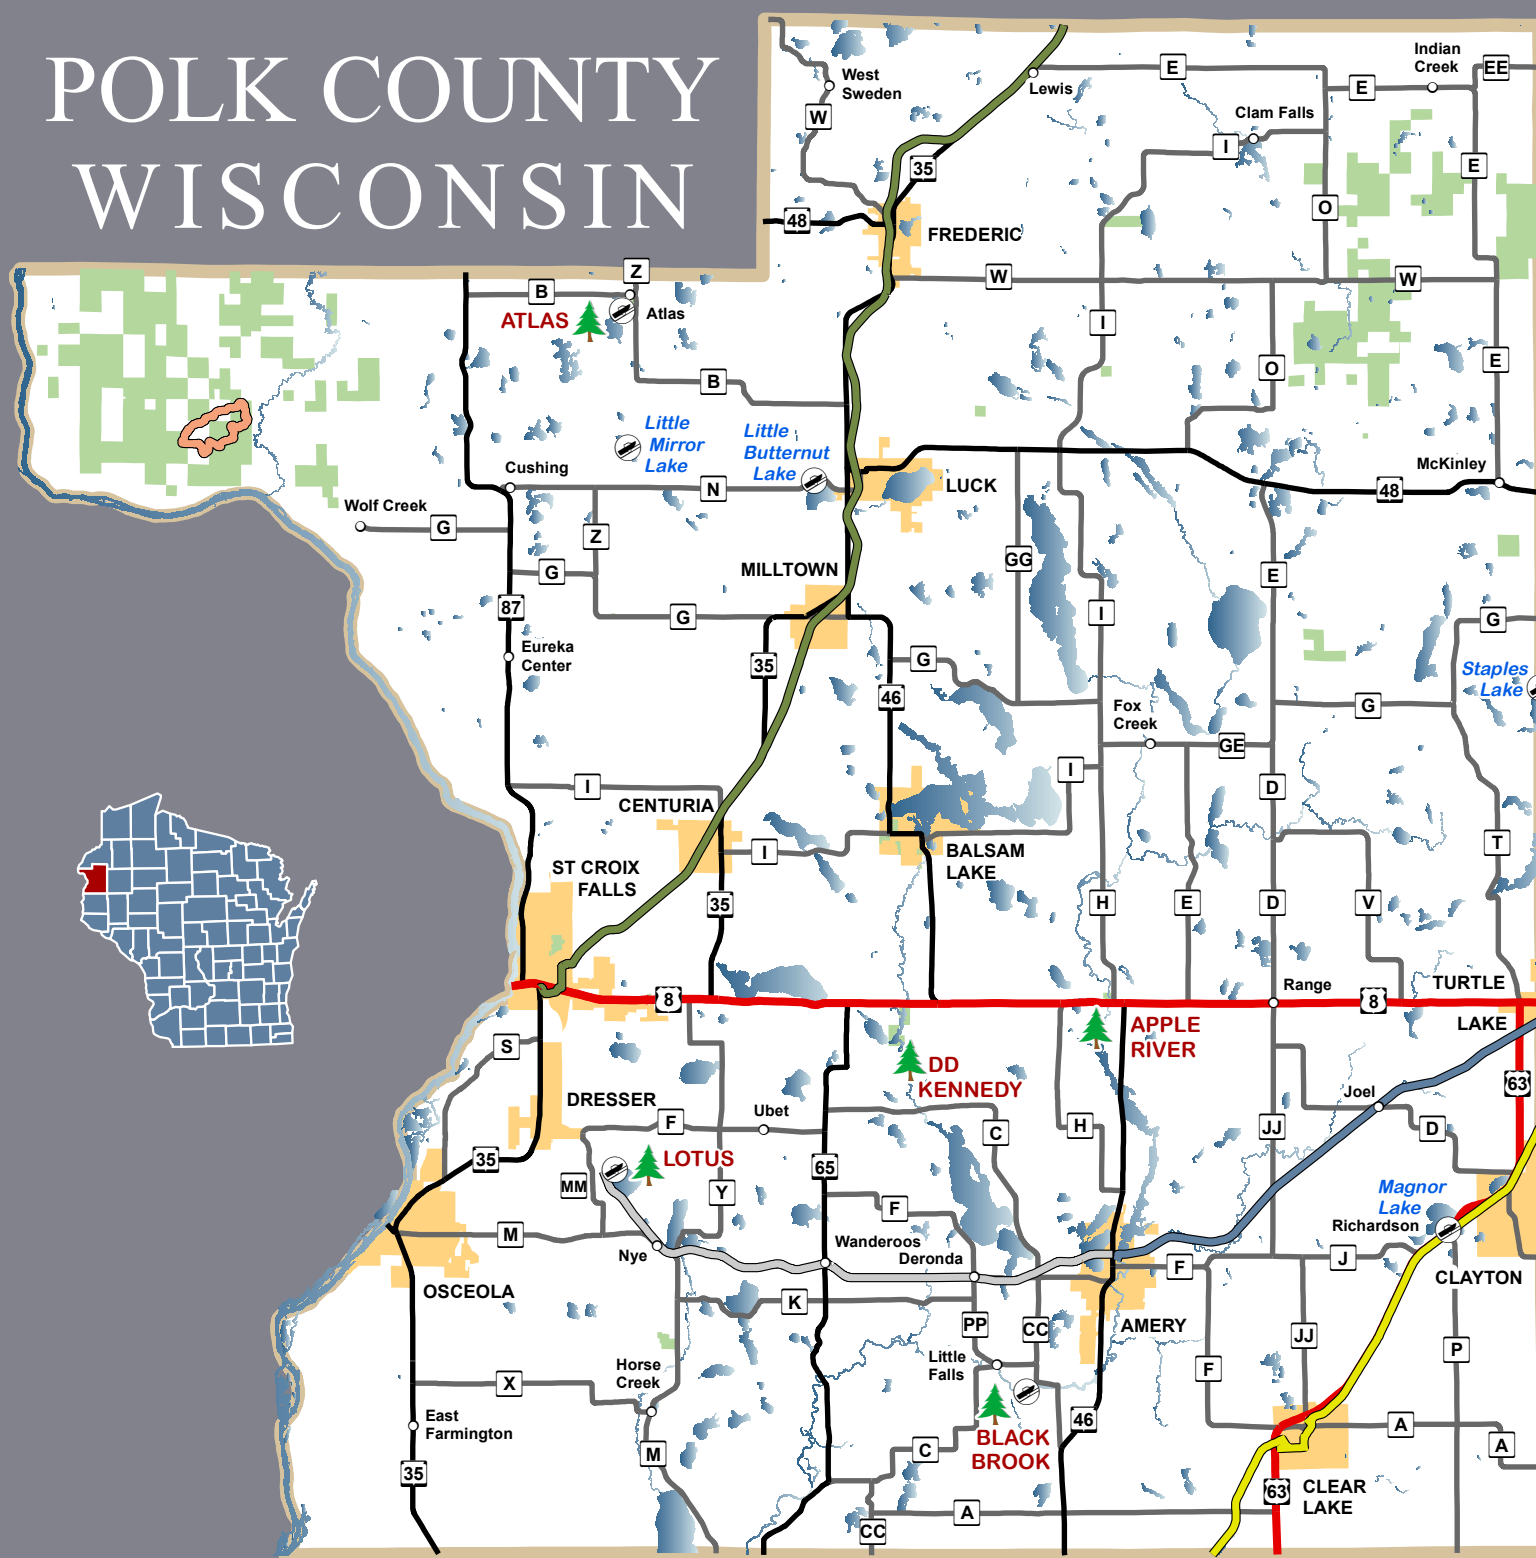 POLK COUNTY
WISCONSIN
Indian
Creek
EE
E
E
West
Sweden
Lewis
W
Clam Falls
I
35
E
O
48
FREDERIC
Z
W
W
B
ATLAS
Atlas
I
O
E
B
Little
Mirror
Lake
Little
Butternut
Lake
Cushing
McKinley
N
LUCK
48
Wolf Creek
G
Z
GG
MILLTOWN
G
E
87
G
I
G
Eureka
Center
35
G
Staples
Lake
46
G
Fox
Creek
GE
I
I
D
CENTURIA
T
I
BALSAM
LAKE
ST CROIX
FALLS
35
H
E
D
V
Range
TURTLE
LAKE
8
8
APPLE
RIVER
S
DD
KENNEDY
63
DRESSER
Ubet
Joel
F
C
H
JJ
D
35
LOTUS
65
MM
Y
Magnor
Lake
F
Richardson
M
Nye
Wanderoos
Deronda
J
F
CLAYTON
OSCEOLA
K
PP
CC
AMERY
JJ
P
Little
Falls
Horse
Creek
F
X
East
Farmington
46
A
BLACK
BROOK
C
A
M
35
63
CLEAR
LAKE
A
CC